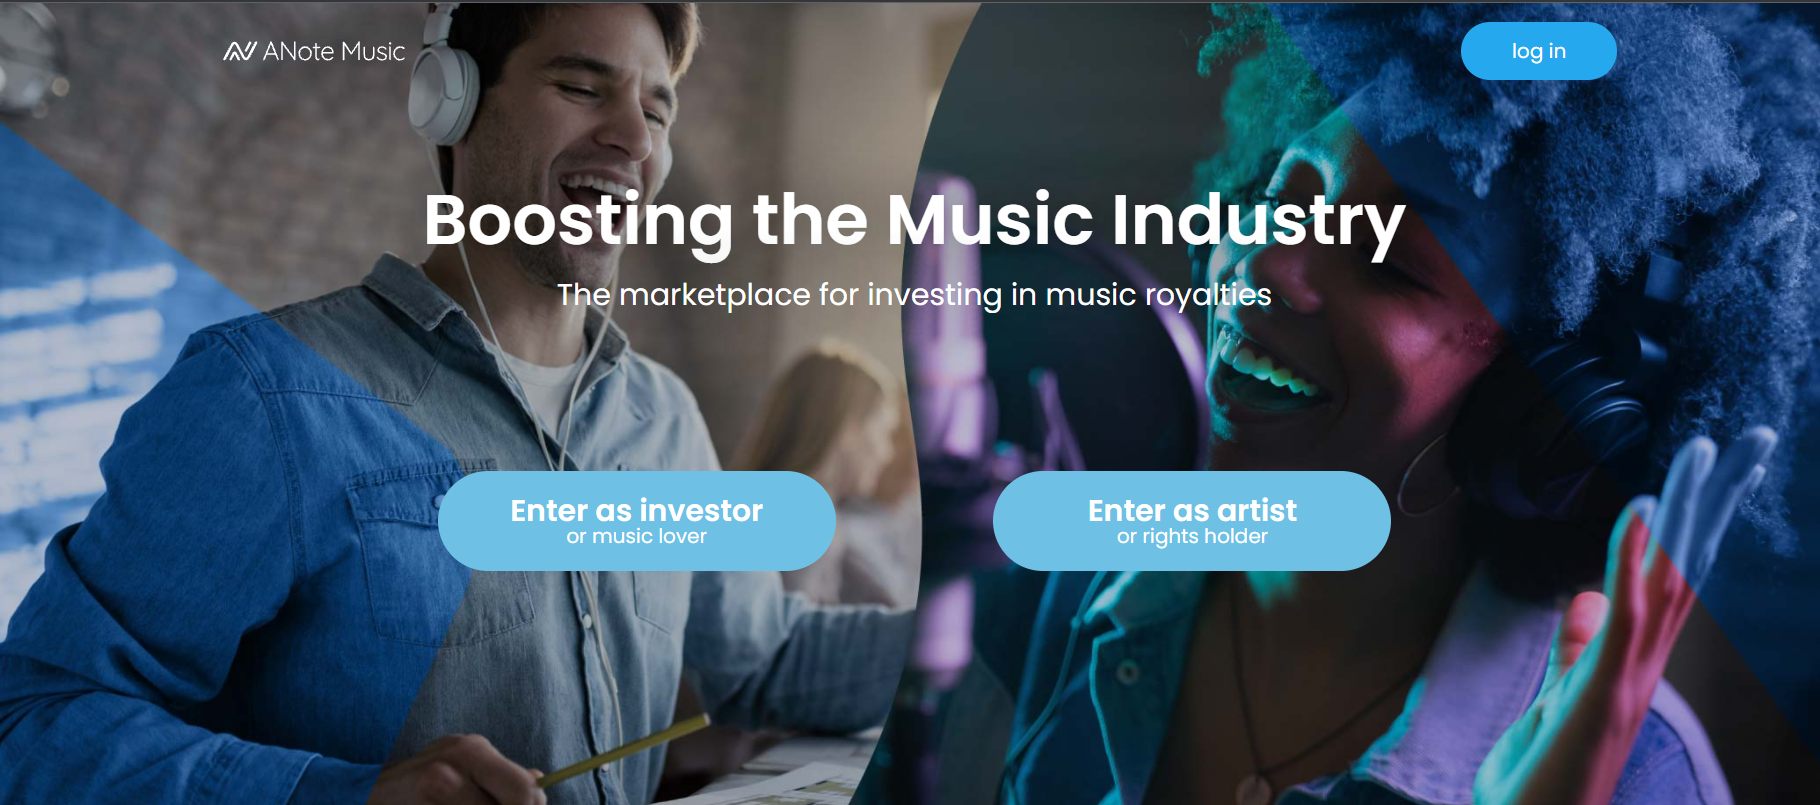 ANote Music
log in
Boosting the Music Industry
The marketplace for investing in music royalties
Enter as investor
or music lover
Enter as artist
or rights holder